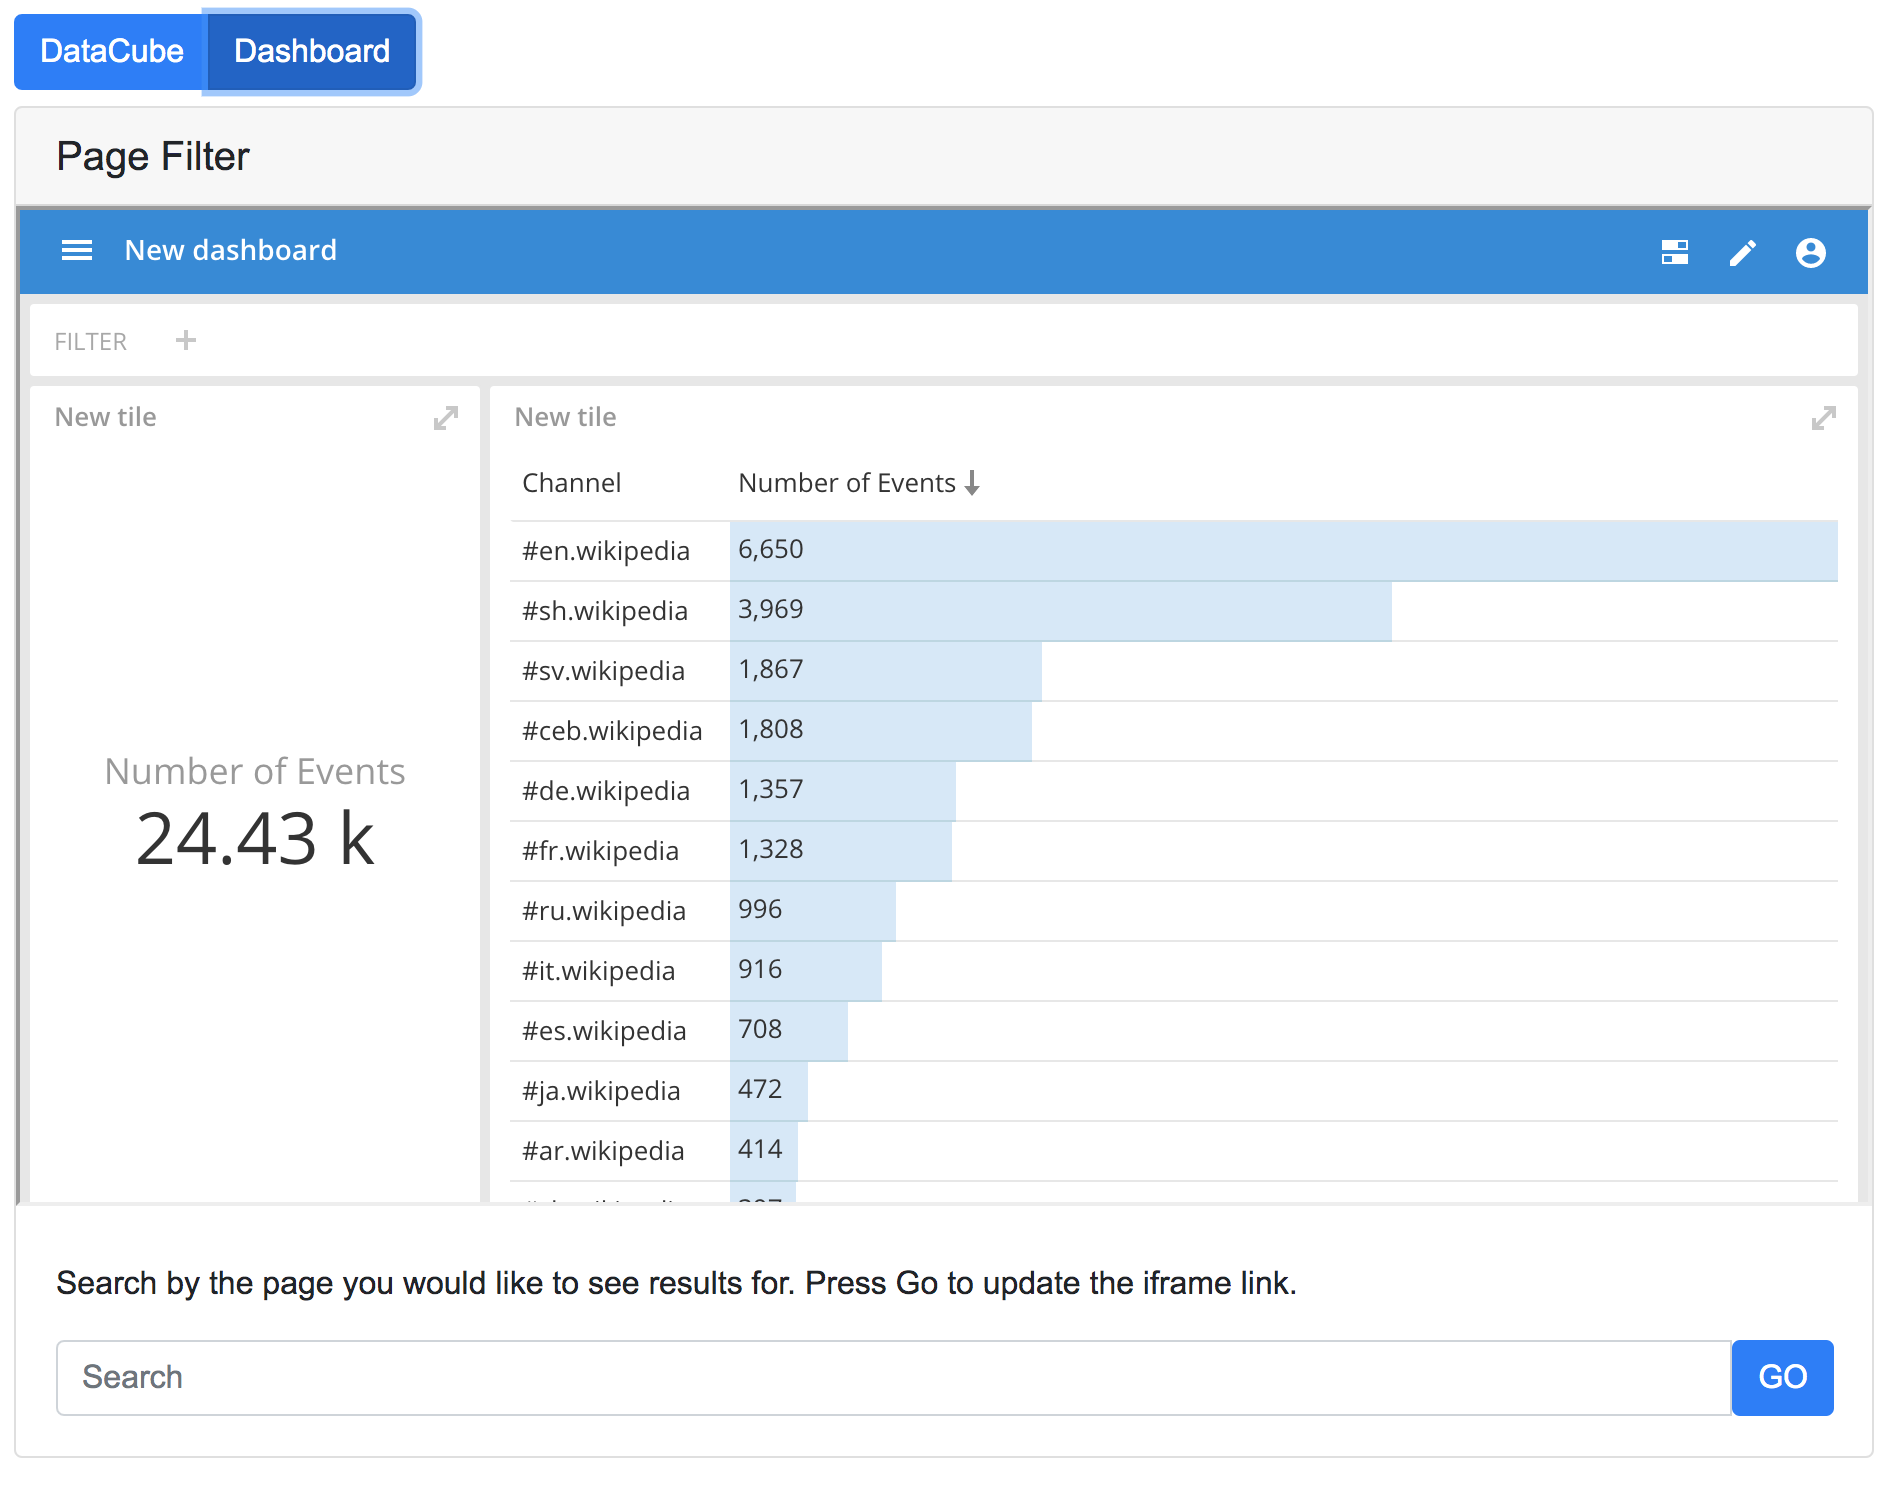 DataCube Dashboard
Page Filter
New dashboard
FILTER +
New tile
Number of Events
24.43 k
New tile
Channel Number of Events
#en.wikipedia 6,650
#sh.wikipedia 3,969
#sv.wikipedia 1,867
#ceb.wikipedia 1,808
#de.wikipedia 1,357
#fr.wikipedia 1,328
#ru.wikipedia 996
#it.wikipedia 916
#es.wikipedia 708
#ja.wikipedia 472
#ar.wikipedia 414
Search by the page you would like to see results for. Press Go to update the iframe link.
Search GO